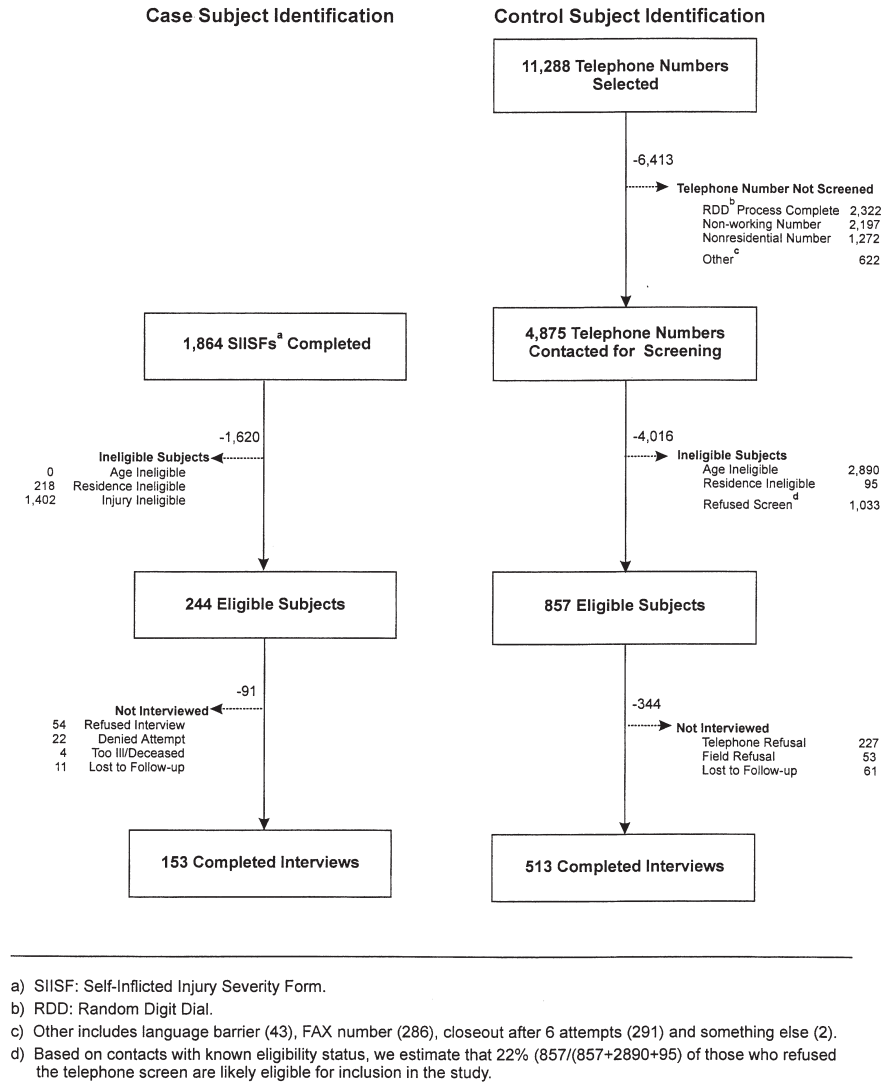 Case Subject Identification
Control Subject Identification
11,288 Telephone Numbers
Selected
-6,413
Telephone Number Not Screened
RDDb Process Complete 2,322
Non-working Number 2,197
Nonresidential Number 1,272
Otherc 622
1,864 SIISFsa Completed
4,875 Telephone Numbers
Contacted for Screening
-1,620
Ineligible Subjects
0 Age Ineligible
218 Residence Ineligible
1,402 Injury Ineligible
-4,016
Ineligible Subjects
Age Ineligible 2,890
Residence Ineligible 95
Refused Screend 1,033
244 Eligible Subjects
857 Eligible Subjects
-91
Not Interviewed
54 Refused Interview
22 Denied Attempt
4 Too Ill/Deceased
11 Lost to Follow-up
-344
Not Interviewed
Telephone Refusal 227
Field Refusal 53
Lost to Follow-up 61
153 Completed Interviews
513 Completed Interviews
a) SIISF: Self-Inflicted Injury Severity Form.
b) RDD: Random Digit Dial.
c) Other includes language barrier (43), FAX number (286), closeout after 6 attempts (291) and something else (2).
d) Based on contacts with known eligibility status, we estimate that 22% (857/(857+2890+95) of those who refused
the telephone screen are likely eligible for inclusion in the study.